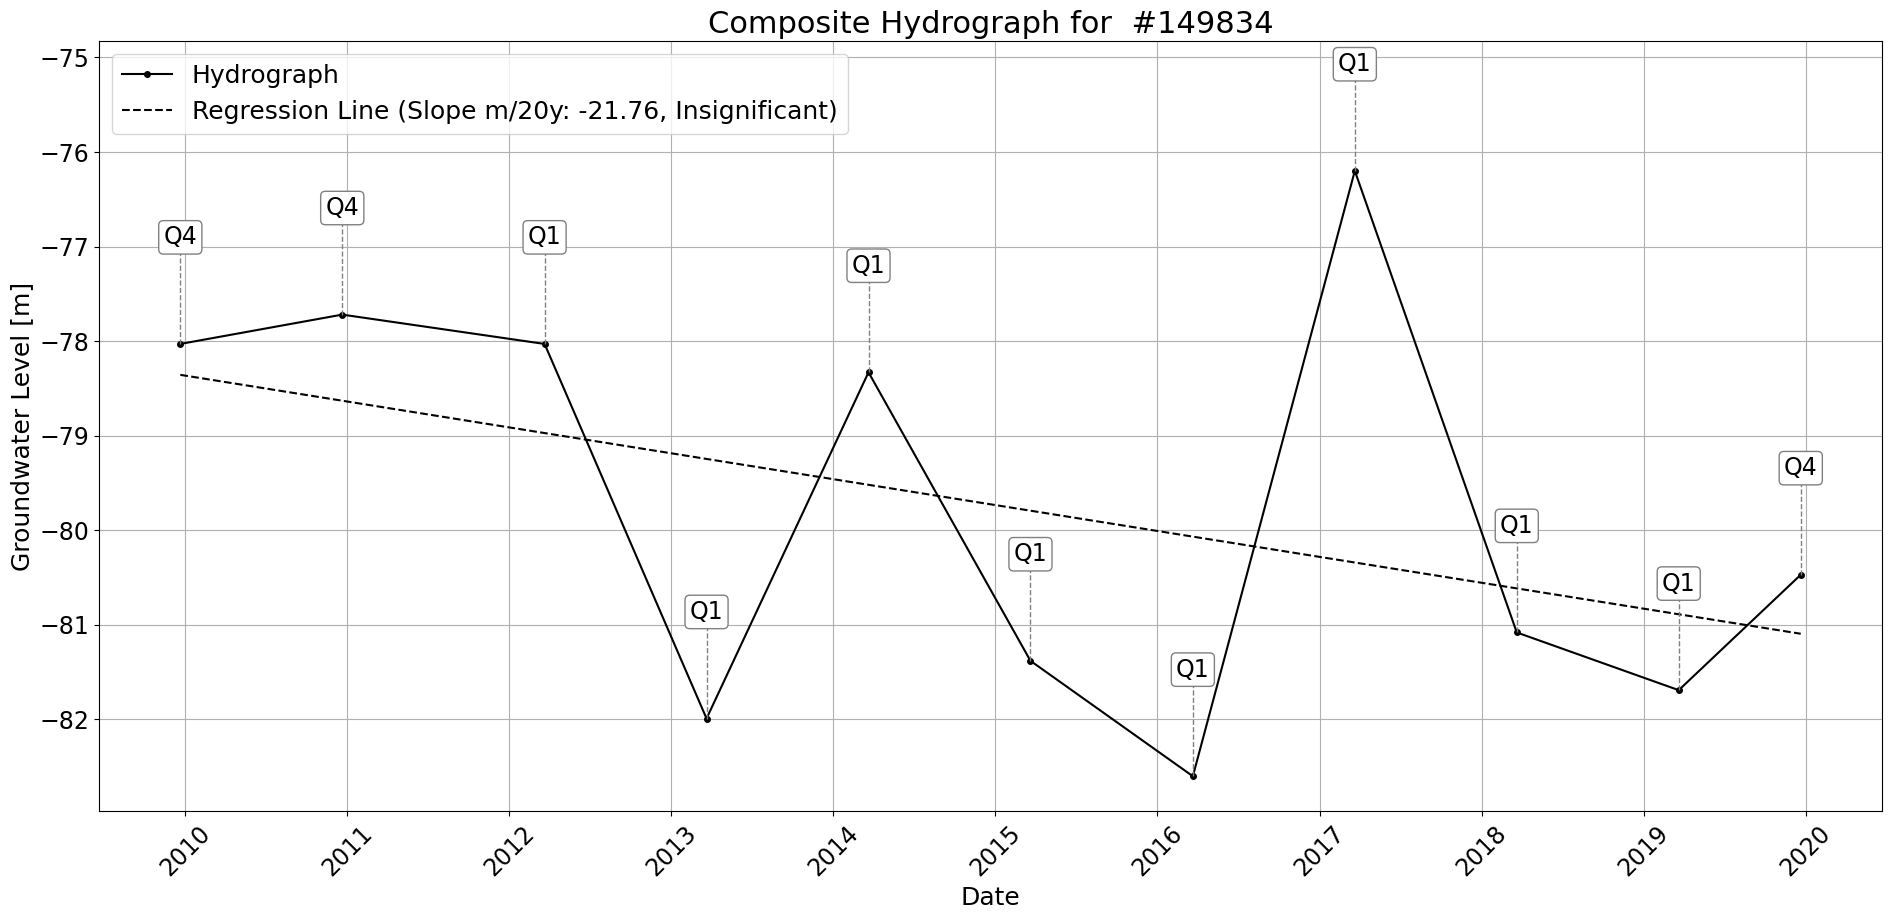 Composite Hydrograph for  #149834
Hydrograph
Regression Line (Slope m/20y: -21.76, Insignificant)
Groundwater Level [m]
−75
−76
−77
−78
−79
−80
−81
−82
Q4
Q4
Q1
Q1
Q1
Q1
Q1
Q1
Q1
Q1
Q4
2010
2011
2012
2013
2014
2015
2016
2017
2018
2019
2020
Date